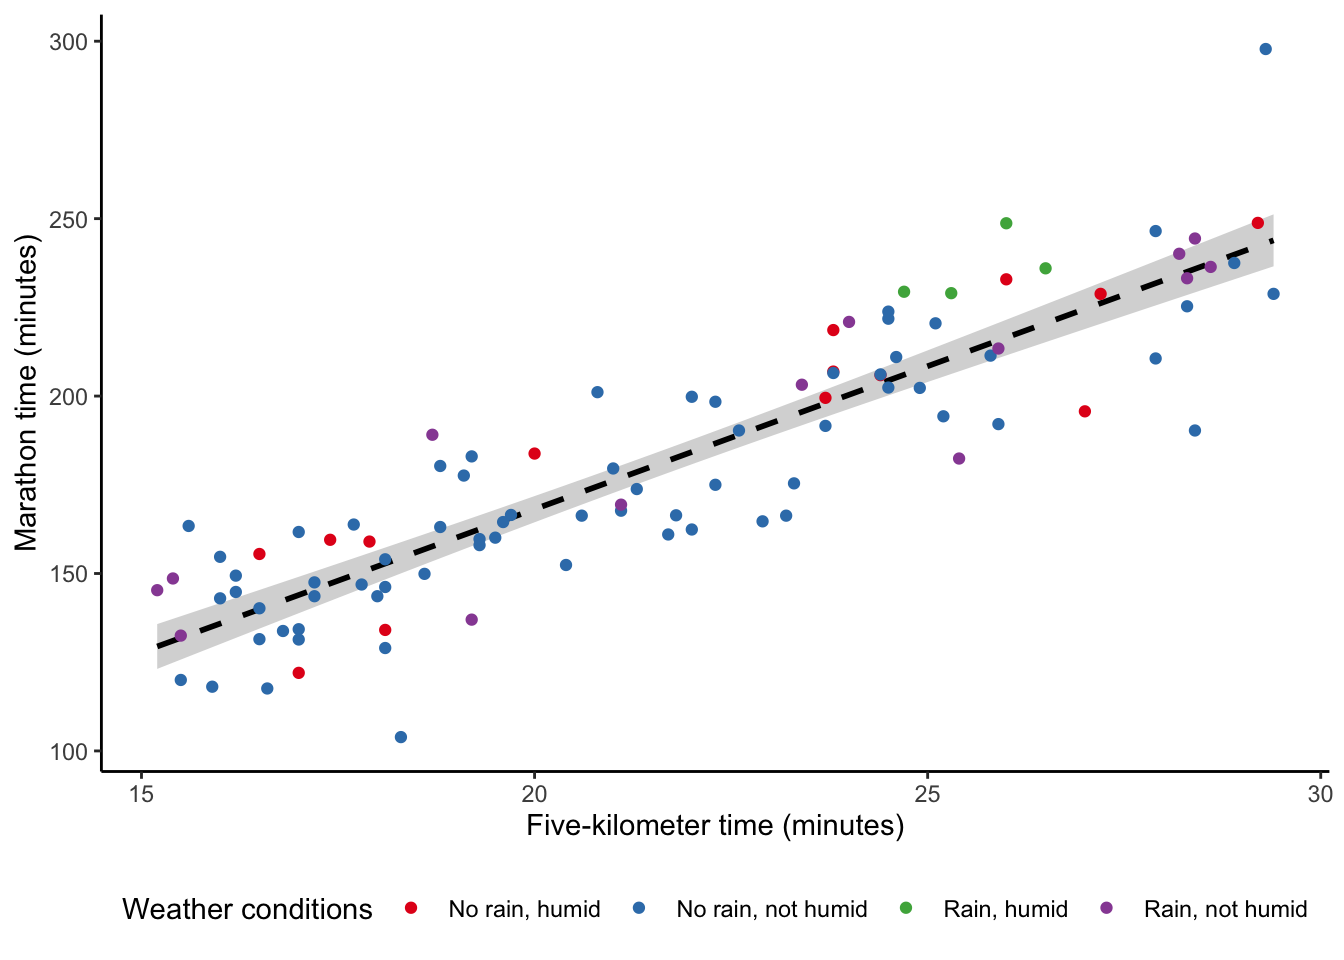 300
250
200
150
100
Marathon time (minutes)
15 20 25 30
Five-kilometer time (minutes)
Weather conditions No rain, humid No rain, not humid Rain, humid Rain, not humid